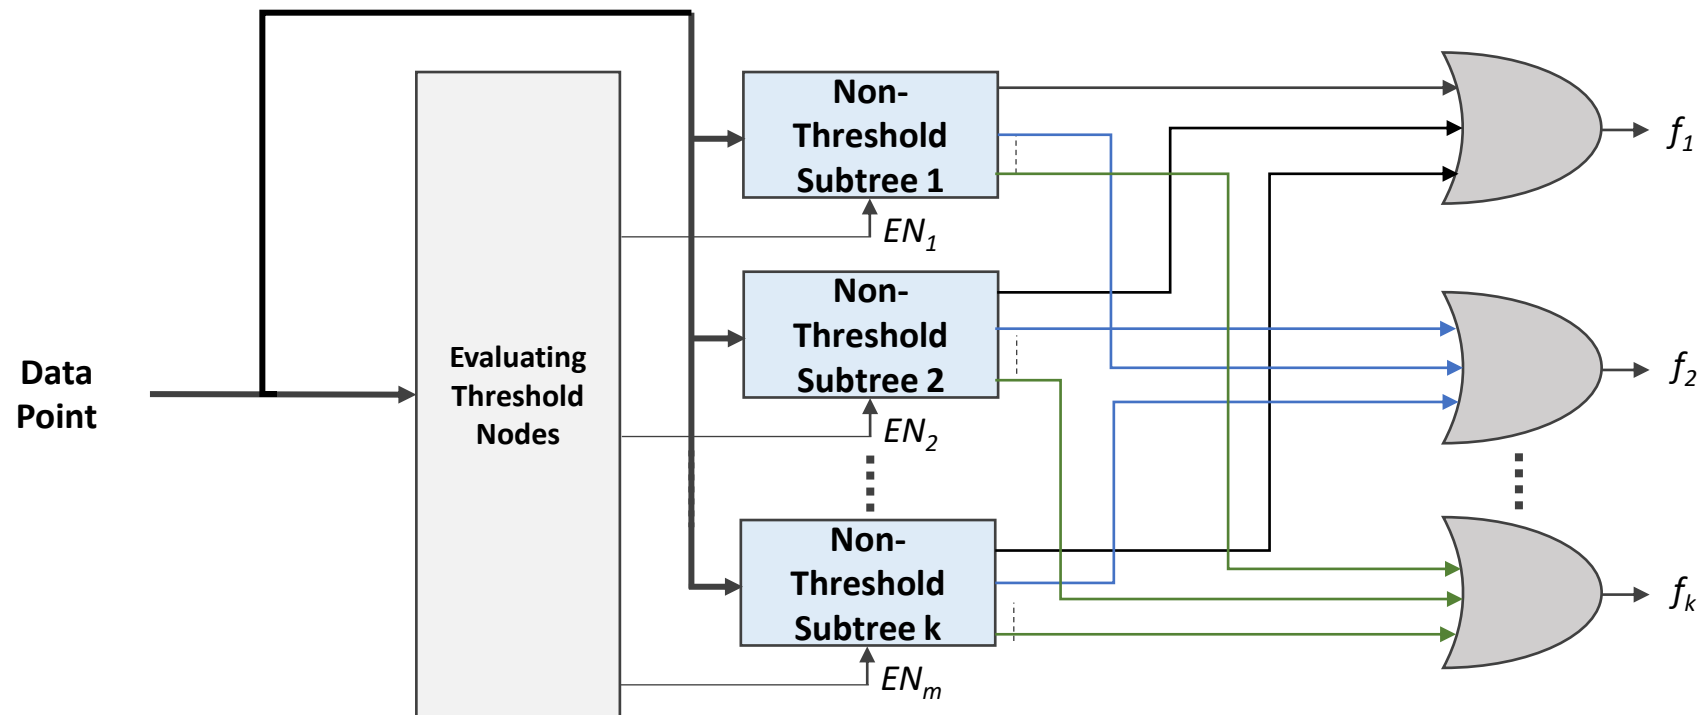 Data
Point
Evaluating
Threshold
Nodes
Non-
Threshold
Subtree 1
EN1
Non-
Threshold
Subtree 2
EN2
Non-
Threshold
Subtree k
ENm
f1
f2
fk